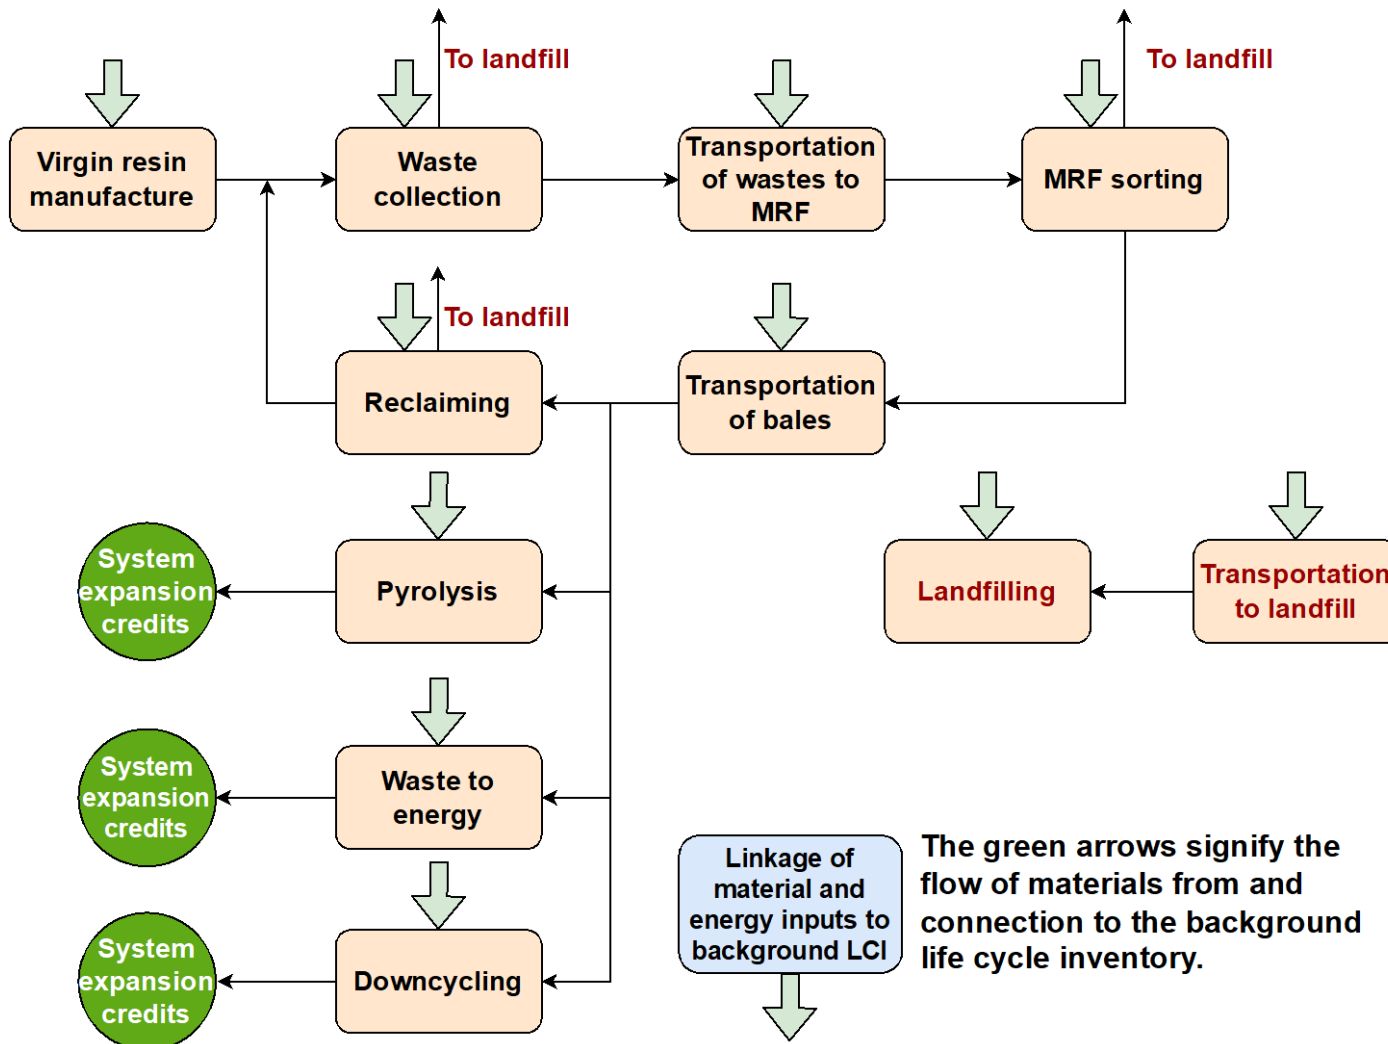 To landfill
To landfill
Virgin resin
manufacture
Waste
collection
Transportation
of wastes to
MRF
MRF sorting
To landfill
Reclaiming
Transportation
of bales
System
expansion
credits
Pyrolysis
Landfilling
Transportation
to landfill
System
expansion
credits
Waste to
energy
Linkage of
material and
energy inputs to
background LCI
The green arrows signify the
flow of materials from and
connection to the background
life cycle inventory.
System
expansion
credits
Downcycling